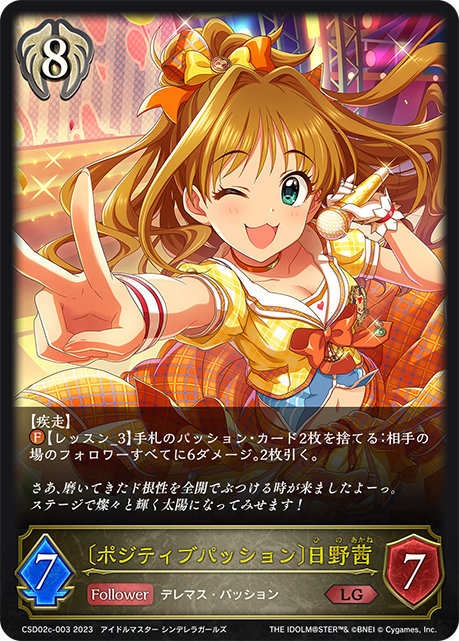 8
【疾走】
F【レッスン_3】手札のパッション・カード2枚を捨てる;相手の
場のフォロワーすべてに6ダメージ。2枚引く。
さあ、磨いてきたド根性を全開でぶつける時が来ましたよーっ。
ステージで燦々と輝く太陽になってみせます!
ひの あかね
〔ポジティブパッション〕日野茜
7
Follower デレマス・パッション LG
7
CSD02c-003 2023 アイドルマスター シンデレラガールズ THE IDOLM@STER™& ©BNEI © Cygames, Inc.